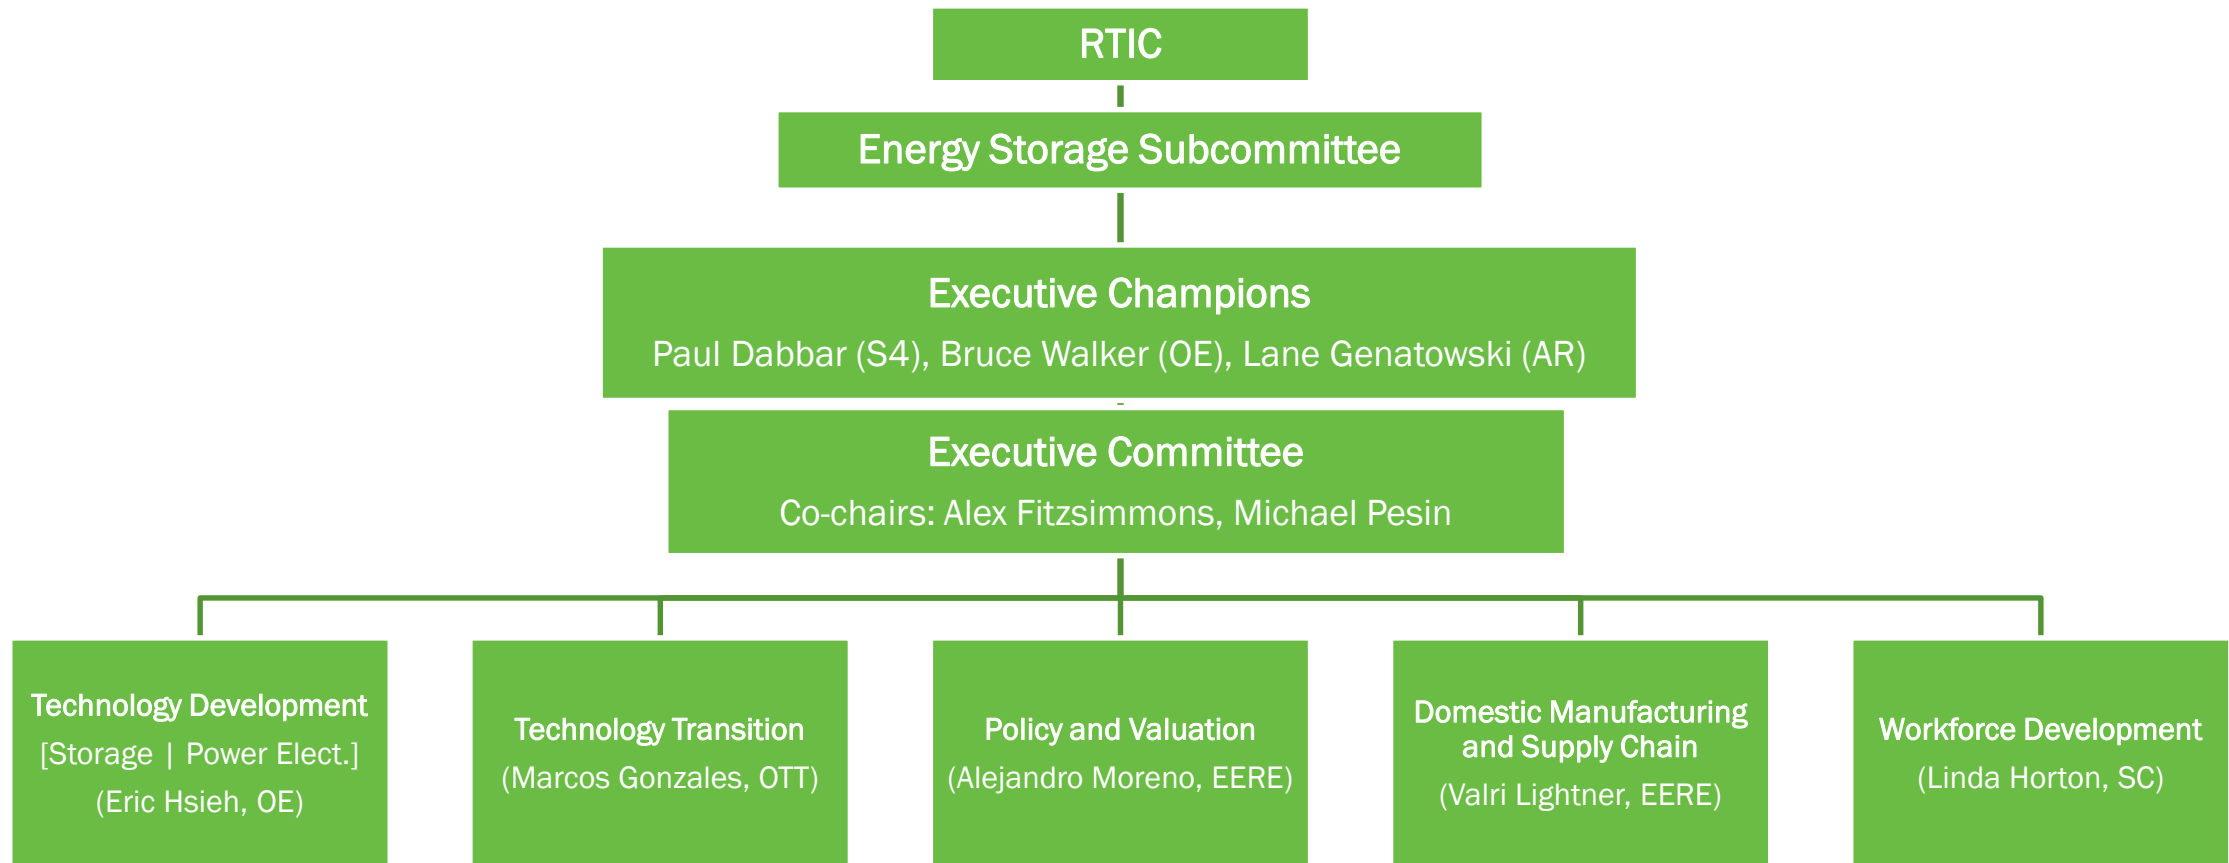 RTIC
Energy Storage Subcommittee
Executive Champions
Paul Dabbar (S4), Bruce Walker (OE), Lane Genatowski (AR)
Executive Committee
Co-chairs: Alex Fitzsimmons, Michael Pesin
Technology Development
[Storage | Power Elect.]
(Eric Hsieh, OE)
Technology Transition
(Marcos Gonzales, OTT)
Policy and Valuation
(Alejandro Moreno, EERE)
Domestic Manufacturing
and Supply Chain
(Valri Lightner, EERE)
Workforce Development
(Linda Horton, SC)